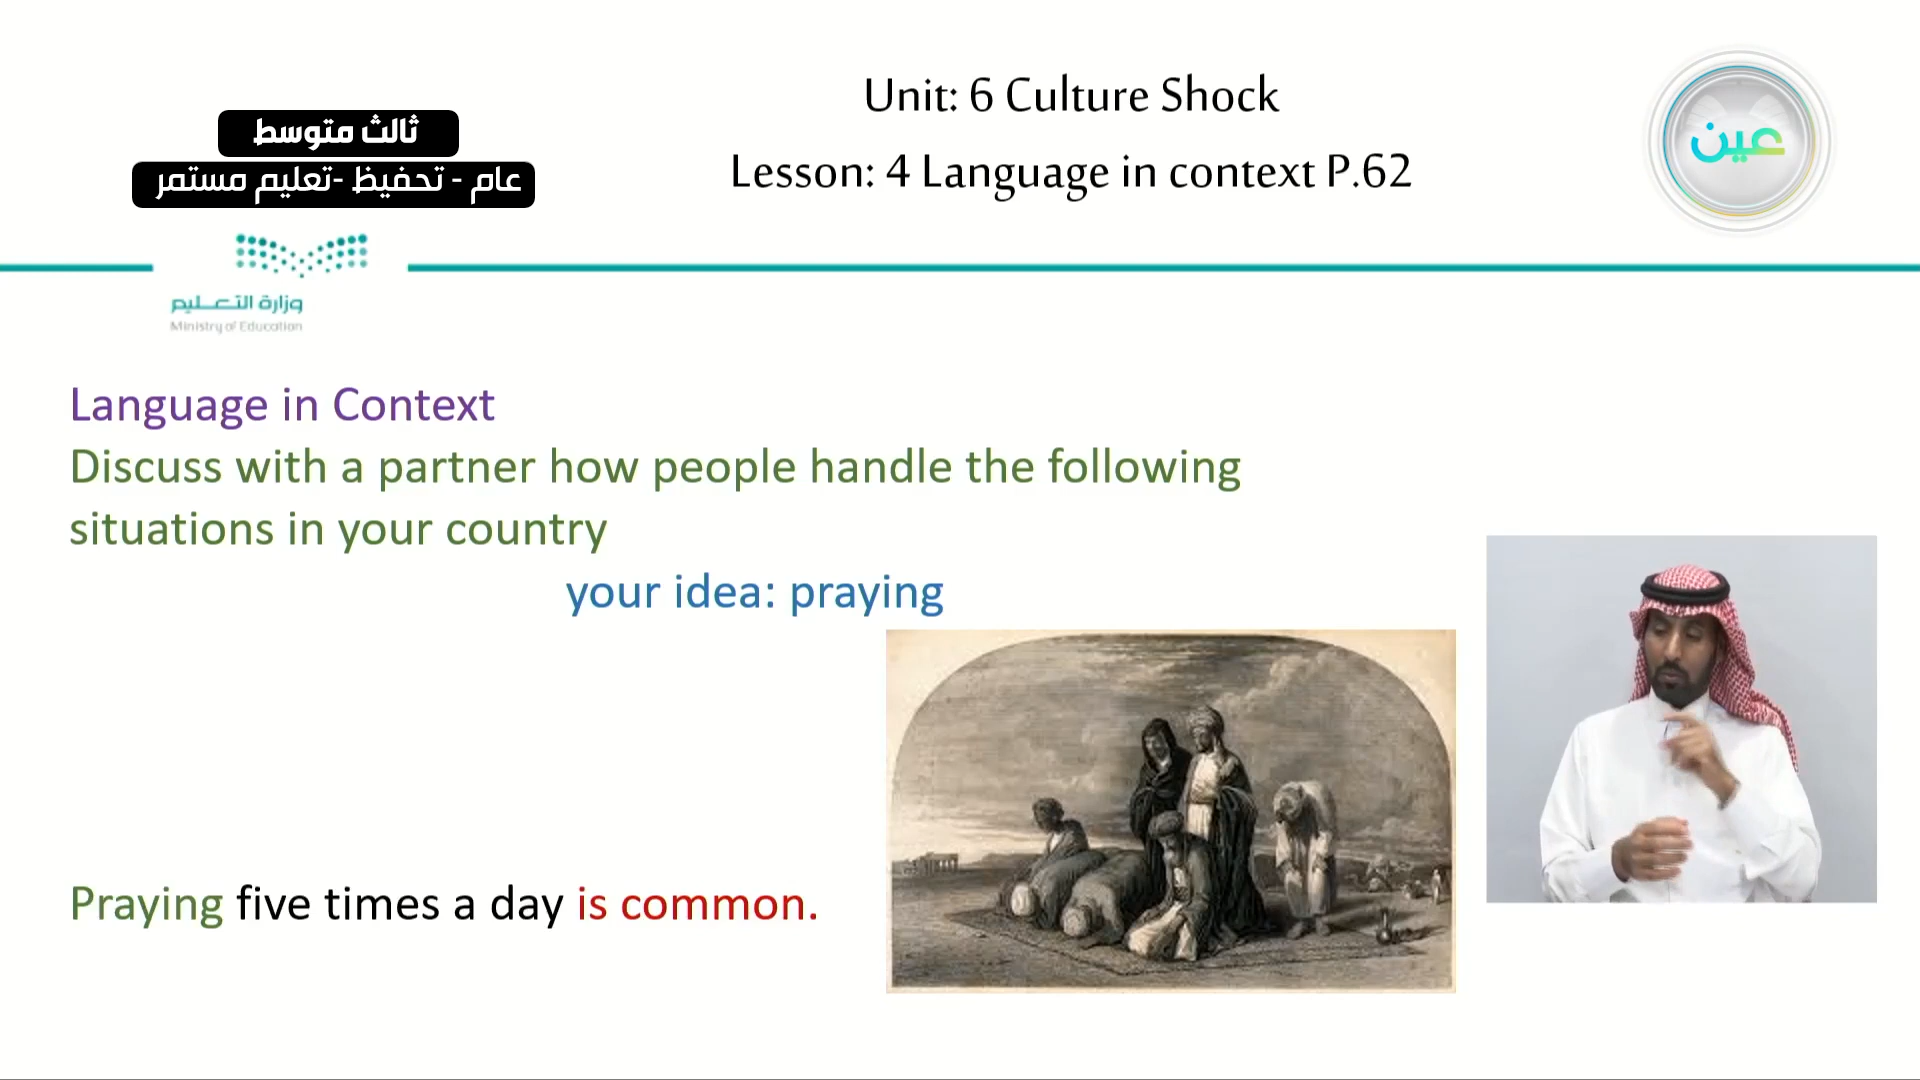 Unit: 6 Culture Shock
Lesson: 4 Language in context P.62
ثالث متوسط
عام - تحفيظ -تعليم مستمر
عين
وزارة التعليم
Ministry of Education
Language in Context
Discuss with a partner how people handle the following
situations in your country
your idea: praying
Praying five times a day is common.